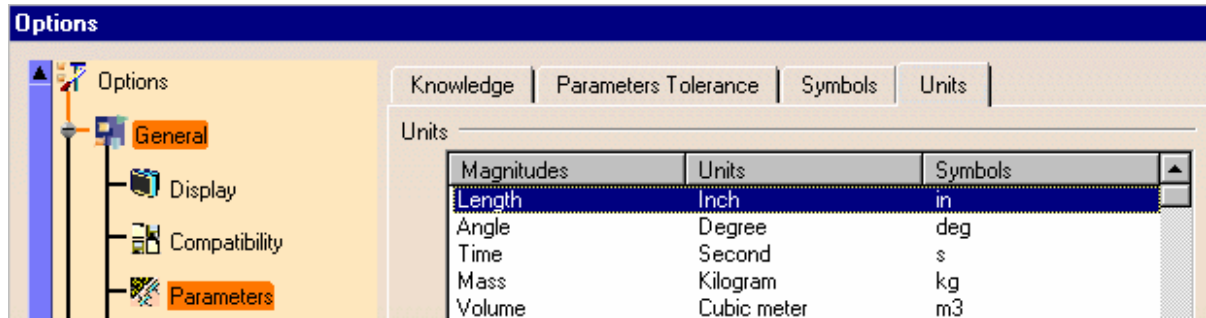 Options
Options
General
Display
Compatibility
Parameters
Knowledge Parameters Tolerance Symbols Units
Units
Magnitudes Units Symbols
Length Inch in
Angle Degree deg
Time Second s
Mass Kilogram kg
Volume Cubic meter m3